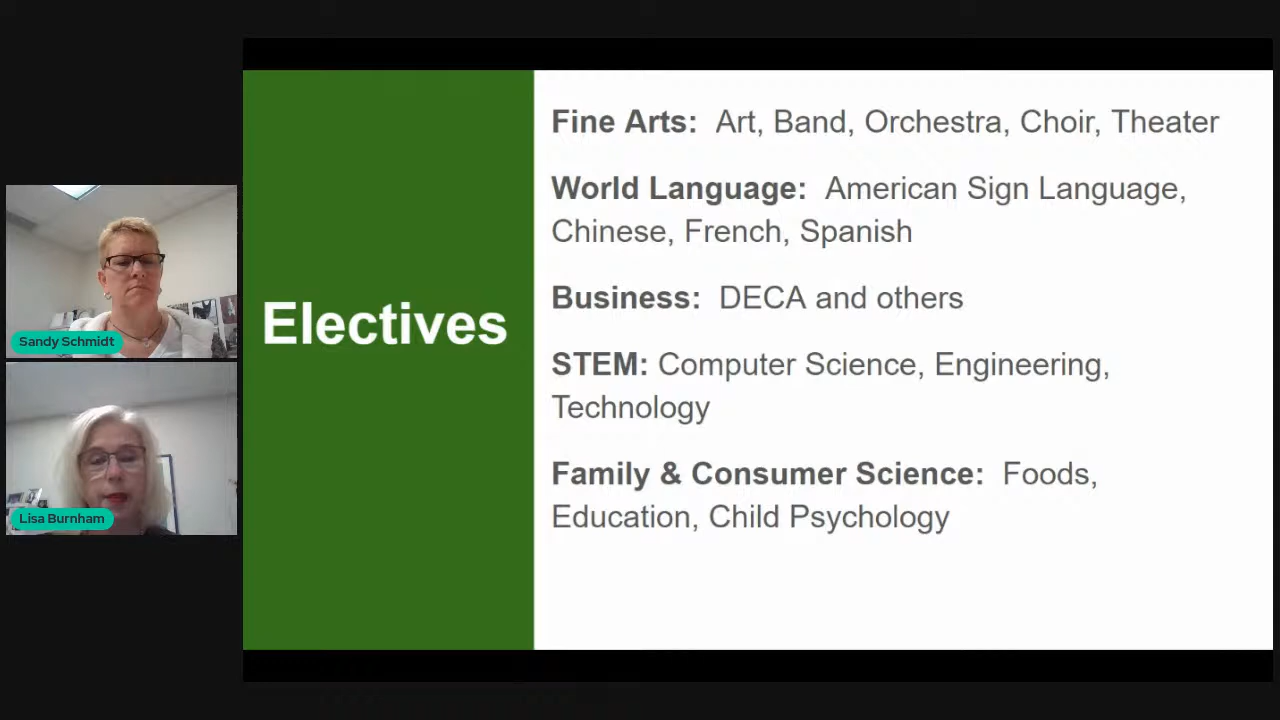 Sandy Schmidt
Lisa Burnham
Electives
Fine Arts: Art, Band, Orchestra, Choir, Theater
World Language: American Sign Language,
Chinese, French, Spanish
Business: DECA and others
STEM: Computer Science, Engineering,
Technology
Family & Consumer Science: Foods,
Education, Child Psychology